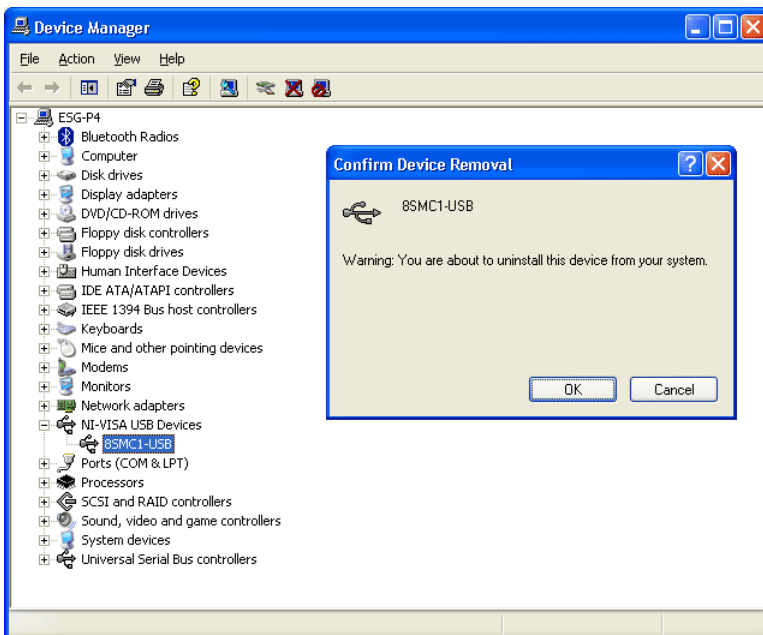 Device Manager
File Action View Help
ESG-P4
Bluetooth Radios
Computer
Disk drives
Display adapters
DVD/CD-ROM drives
Floppy disk controllers
Floppy disk drives
Human Interface Devices
IDE ATA/ATAPI controllers
IEEE 1394 Bus host controllers
Keyboards
Mice and other pointing devices
Modems
Monitors
Network adapters
NI-VISA USB Devices
8SMC1-USB
Ports (COM & LPT)
Processors
SCSI and RAID controllers
Sound, video and game controllers
System devices
Universal Serial Bus controllers
Confirm Device Removal
8SMC1-USB
Warning: You are about to uninstall this device from your system.
OK Cancel